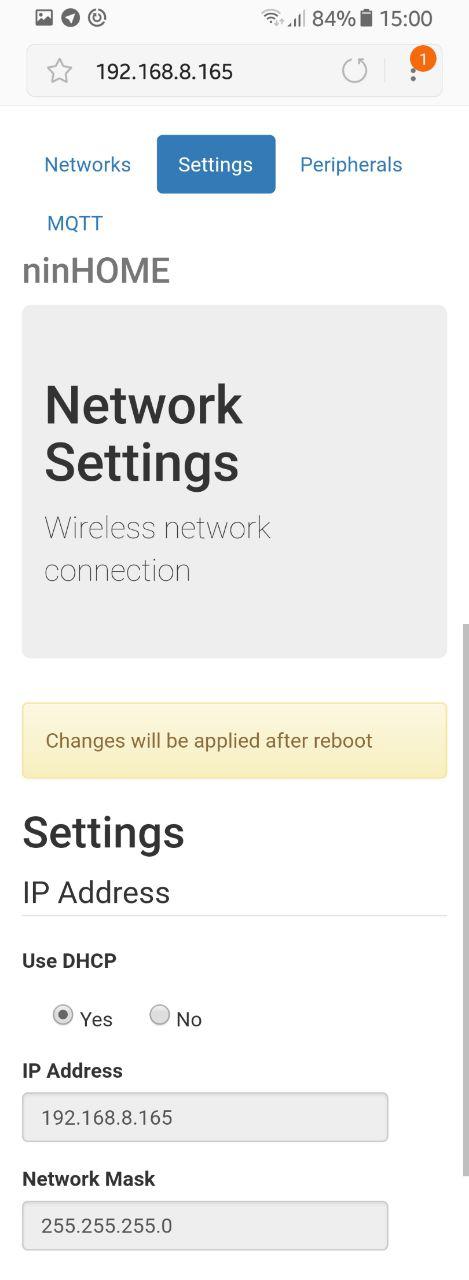 84% 15:00
192.168.8.165
1
Networks Settings Peripherals
MQTT
ninHOME
Network
Settings
Wireless network
connection
Changes will be applied after reboot
Settings
IP Address
Use DHCP
Yes No
IP Address
192.168.8.165
Network Mask
255.255.255.0